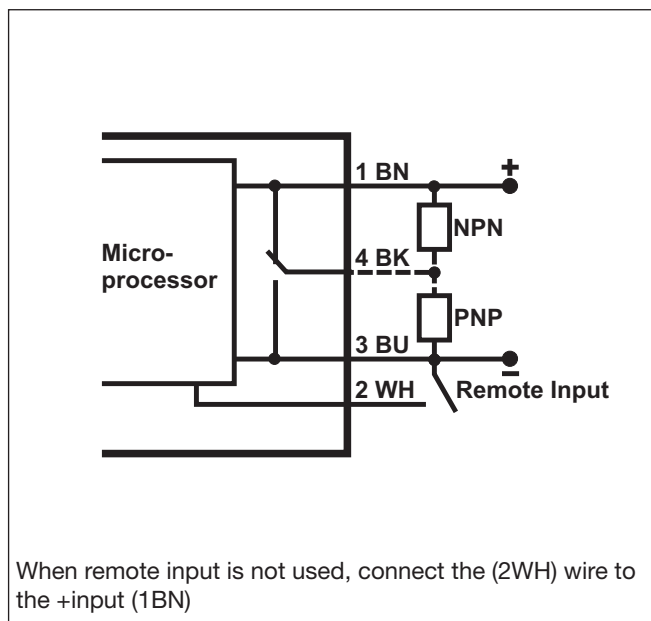 1 BN
+
NPN
Micro-
processor
4 BK
PNP
3 BU
–
2 WH
Remote Input
When remote input is not used, connect the (2WH) wire to
the +input (1BN)